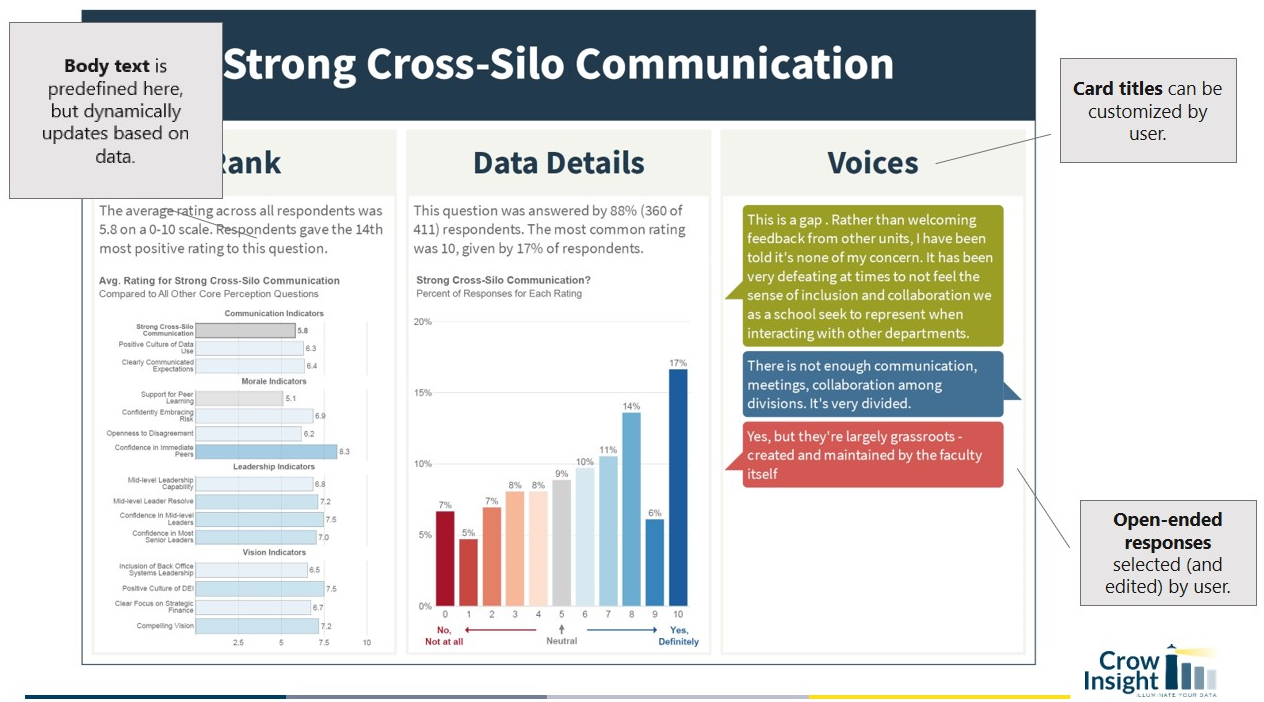 Strong Cross-Silo Communication
Body text is
predefined here,
but dynamically
updates based on
data.
Card titles can be
customized by
user.
Rank
The average rating across all respondents was
5.8 on a 0-10 scale. Respondents gave the 14th
most positive rating to this question.
Avg. Rating for Strong Cross-Silo Communication
Compared to All Other Core Perception Questions
Communication Indicators
Strong Cross-Silo
Communication
5.8
Positive Culture of Data
Use
6.3
Clearly Communicated
Expectations
6.4
Morale Indicators
Support for Peer
Learning
5.1
Confidently Embracing
Risk
6.9
Openness to Disagreement
6.2
Confidence in Immediate
Peers
8.3
Leadership Indicators
Mid-level Leadership
Capability
6.8
Mid-level Leader Resolve
7.2
Confidence in Mid-level
Leaders
7.5
Confidence in Most
Senior Leaders
7.0
Vision Indicators
Inclusion of Back Office
Systems Leadership
6.5
Positive Culture of DEI
7.5
Clear Focus on Strategic
Finance
6.7
Compelling Vision
7.2
2.5 5 7.5 10
Data Details
This question was answered by 88% (360 of
411) respondents. The most common rating
was 10, given by 17% of respondents.
Strong Cross-Silo Communication?
Percent of Responses for Each Rating
20%
15%
10%
5%
0%
7% 5% 7% 8% 8% 9% 10% 11% 14% 6% 17%
0 1 2 3 4 5 6 7 8 9 10
No,
Not at all
Neutral
Yes,
Definitely
Voices
This is a gap . Rather than welcoming
feedback from other units, I have been
told it's none of my concern. It has been
very defeating at times to not feel the
sense of inclusion and collaboration we
as a school seek to represent when
interacting with other departments.
There is not enough communication,
meetings, collaboration among
divisions. It's very divided.
Yes, but they're largely grassroots -
created and maintained by the faculty
itself
Open-ended
responses
selected (and
edited) by user.
Crow
Insight
ILLUMINATE YOUR DATA